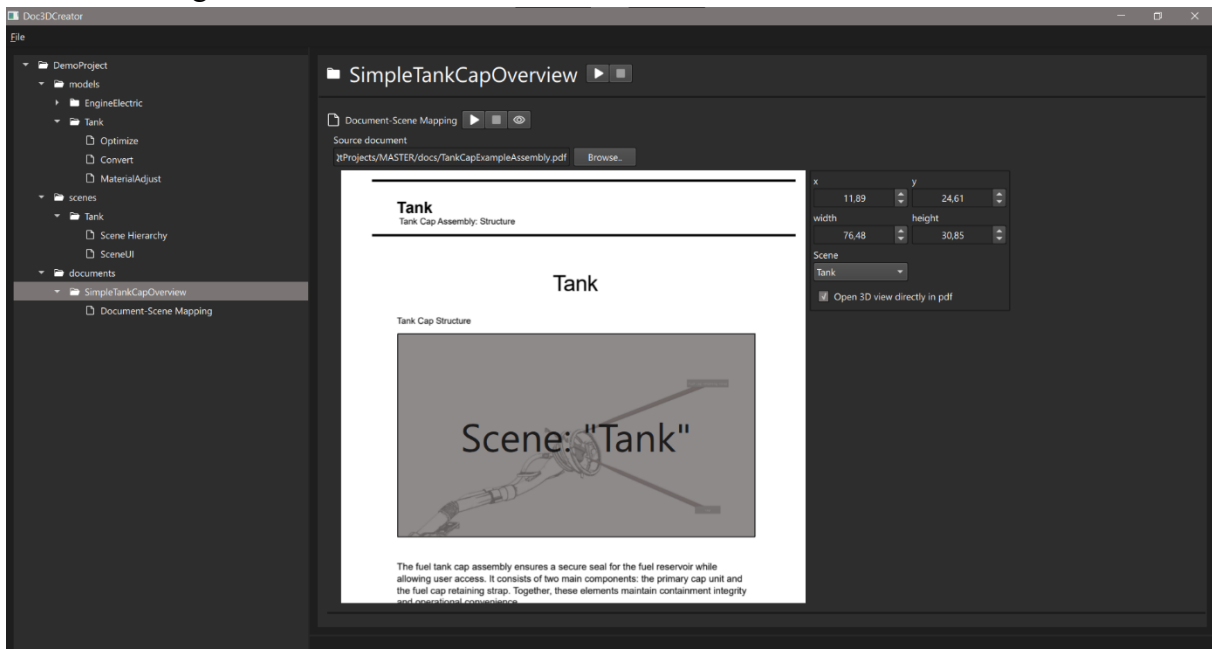 Doc3DCreator
File
DemoProject
models
EngineElectric
Tank
Optimize
Convert
MaterialAdjust
scenes
Tank
Scene Hierarchy
SceneUI
documents
SimpleTankCapOverview
Document-Scene Mapping
SimpleTankCapOverview
Document-Scene Mapping
Source document
tProjects/MASTER/docs/TankCapExampleAssembly.pdf Browse..
Tank
Tank Cap Assembly: Structure
Tank
Tank Cap Structure
Scene: "Tank"
The fuel tank cap assembly ensures a secure seal for the fuel reservoir while
allowing user access. It consists of two main components: the primary cap unit and
the fuel cap retaining strap. Together, these elements maintain containment integrity
and operational convenience.
x y
11,89 24,61
width height
76,48 30,85
Scene
Tank
Open 3D view directly in pdf